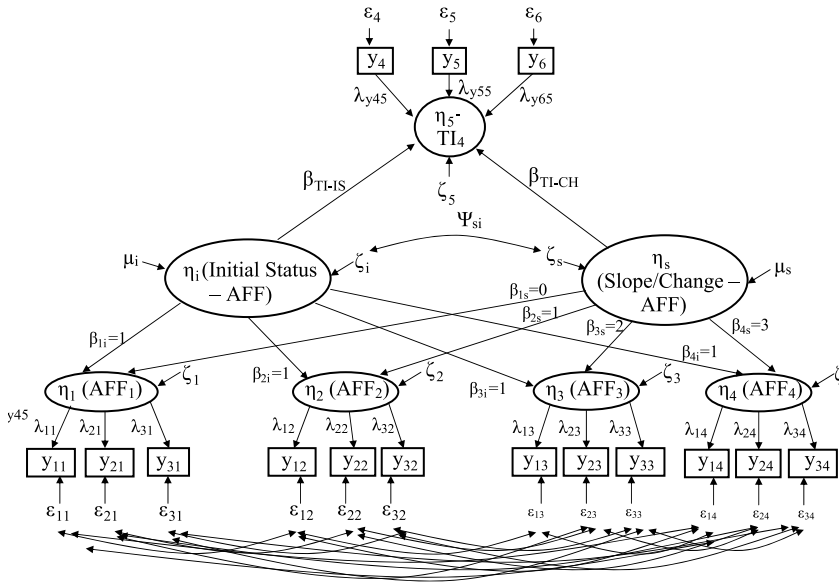 ε4 ε5 ε6
y4 y5 y6
λy45 λy55 λy65
η5-
TI4
βTI-IS ζ5 βTI-CH
Ψsi
μi ηi (Initial Status
– AFF) ζi ζs
ηs
(Slope/Change –
AFF) μs
β1i=1 β1s=0 β2s=1 β3s=2 β4s=3
β2i=1 β3i=1 β4i=1
η1 (AFF1) ζ1 η2 (AFF2) ζ2 η3 (AFF3) ζ3 η4 (AFF4) ζ
y45 λ11 λ21 λ31 λ12 λ22 λ32 λ13 λ23 λ33 λ14 λ24 λ34
y11 y21 y31 y12 y22 y32 y13 y23 y33 y14 y24 y34
ε11 ε21 ε31 ε12 ε22 ε32 ε13 ε23 ε33 ε14 ε24 ε34